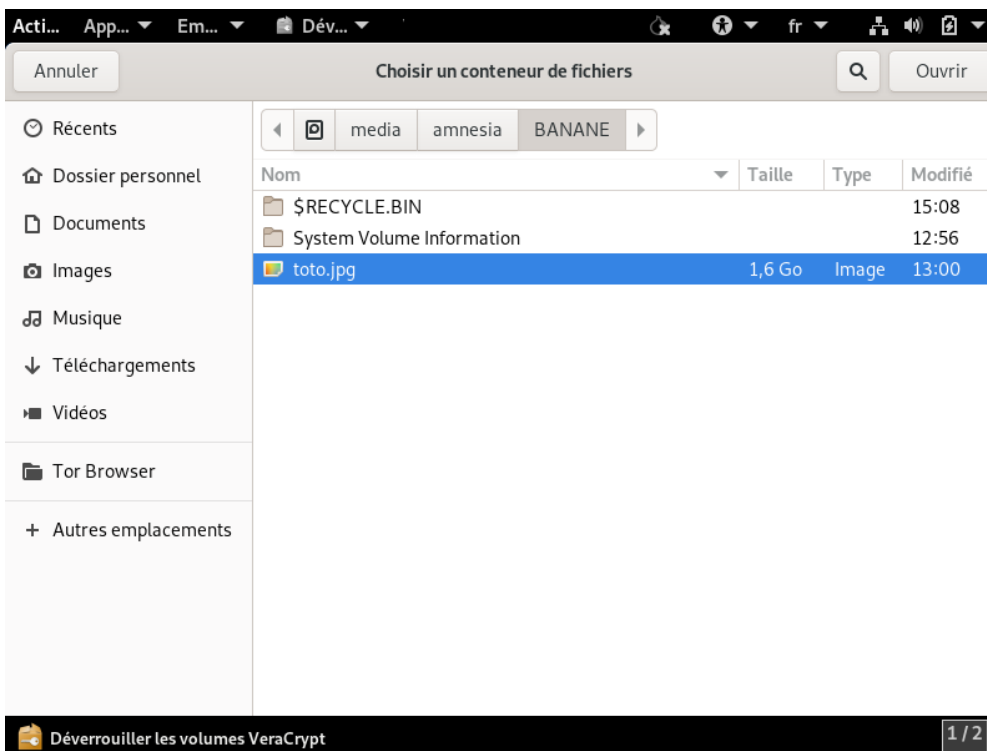 Acti... App... Em... Dév... fr
Annuler Choisir un conteneur de fichiers Ouvrir
Récents
media amnesia BANANE
Dossier personnel
Nom Taille Type Modifié
$RECYCLE.BIN 15:08
Documents
System Volume Information 12:56
Images
toto.jpg 1,6 Go Image 13:00
Musique
Téléchargements
Vidéos
Tor Browser
+ Autres emplacements
Déverrouiller les volumes VeraCrypt 1 / 2